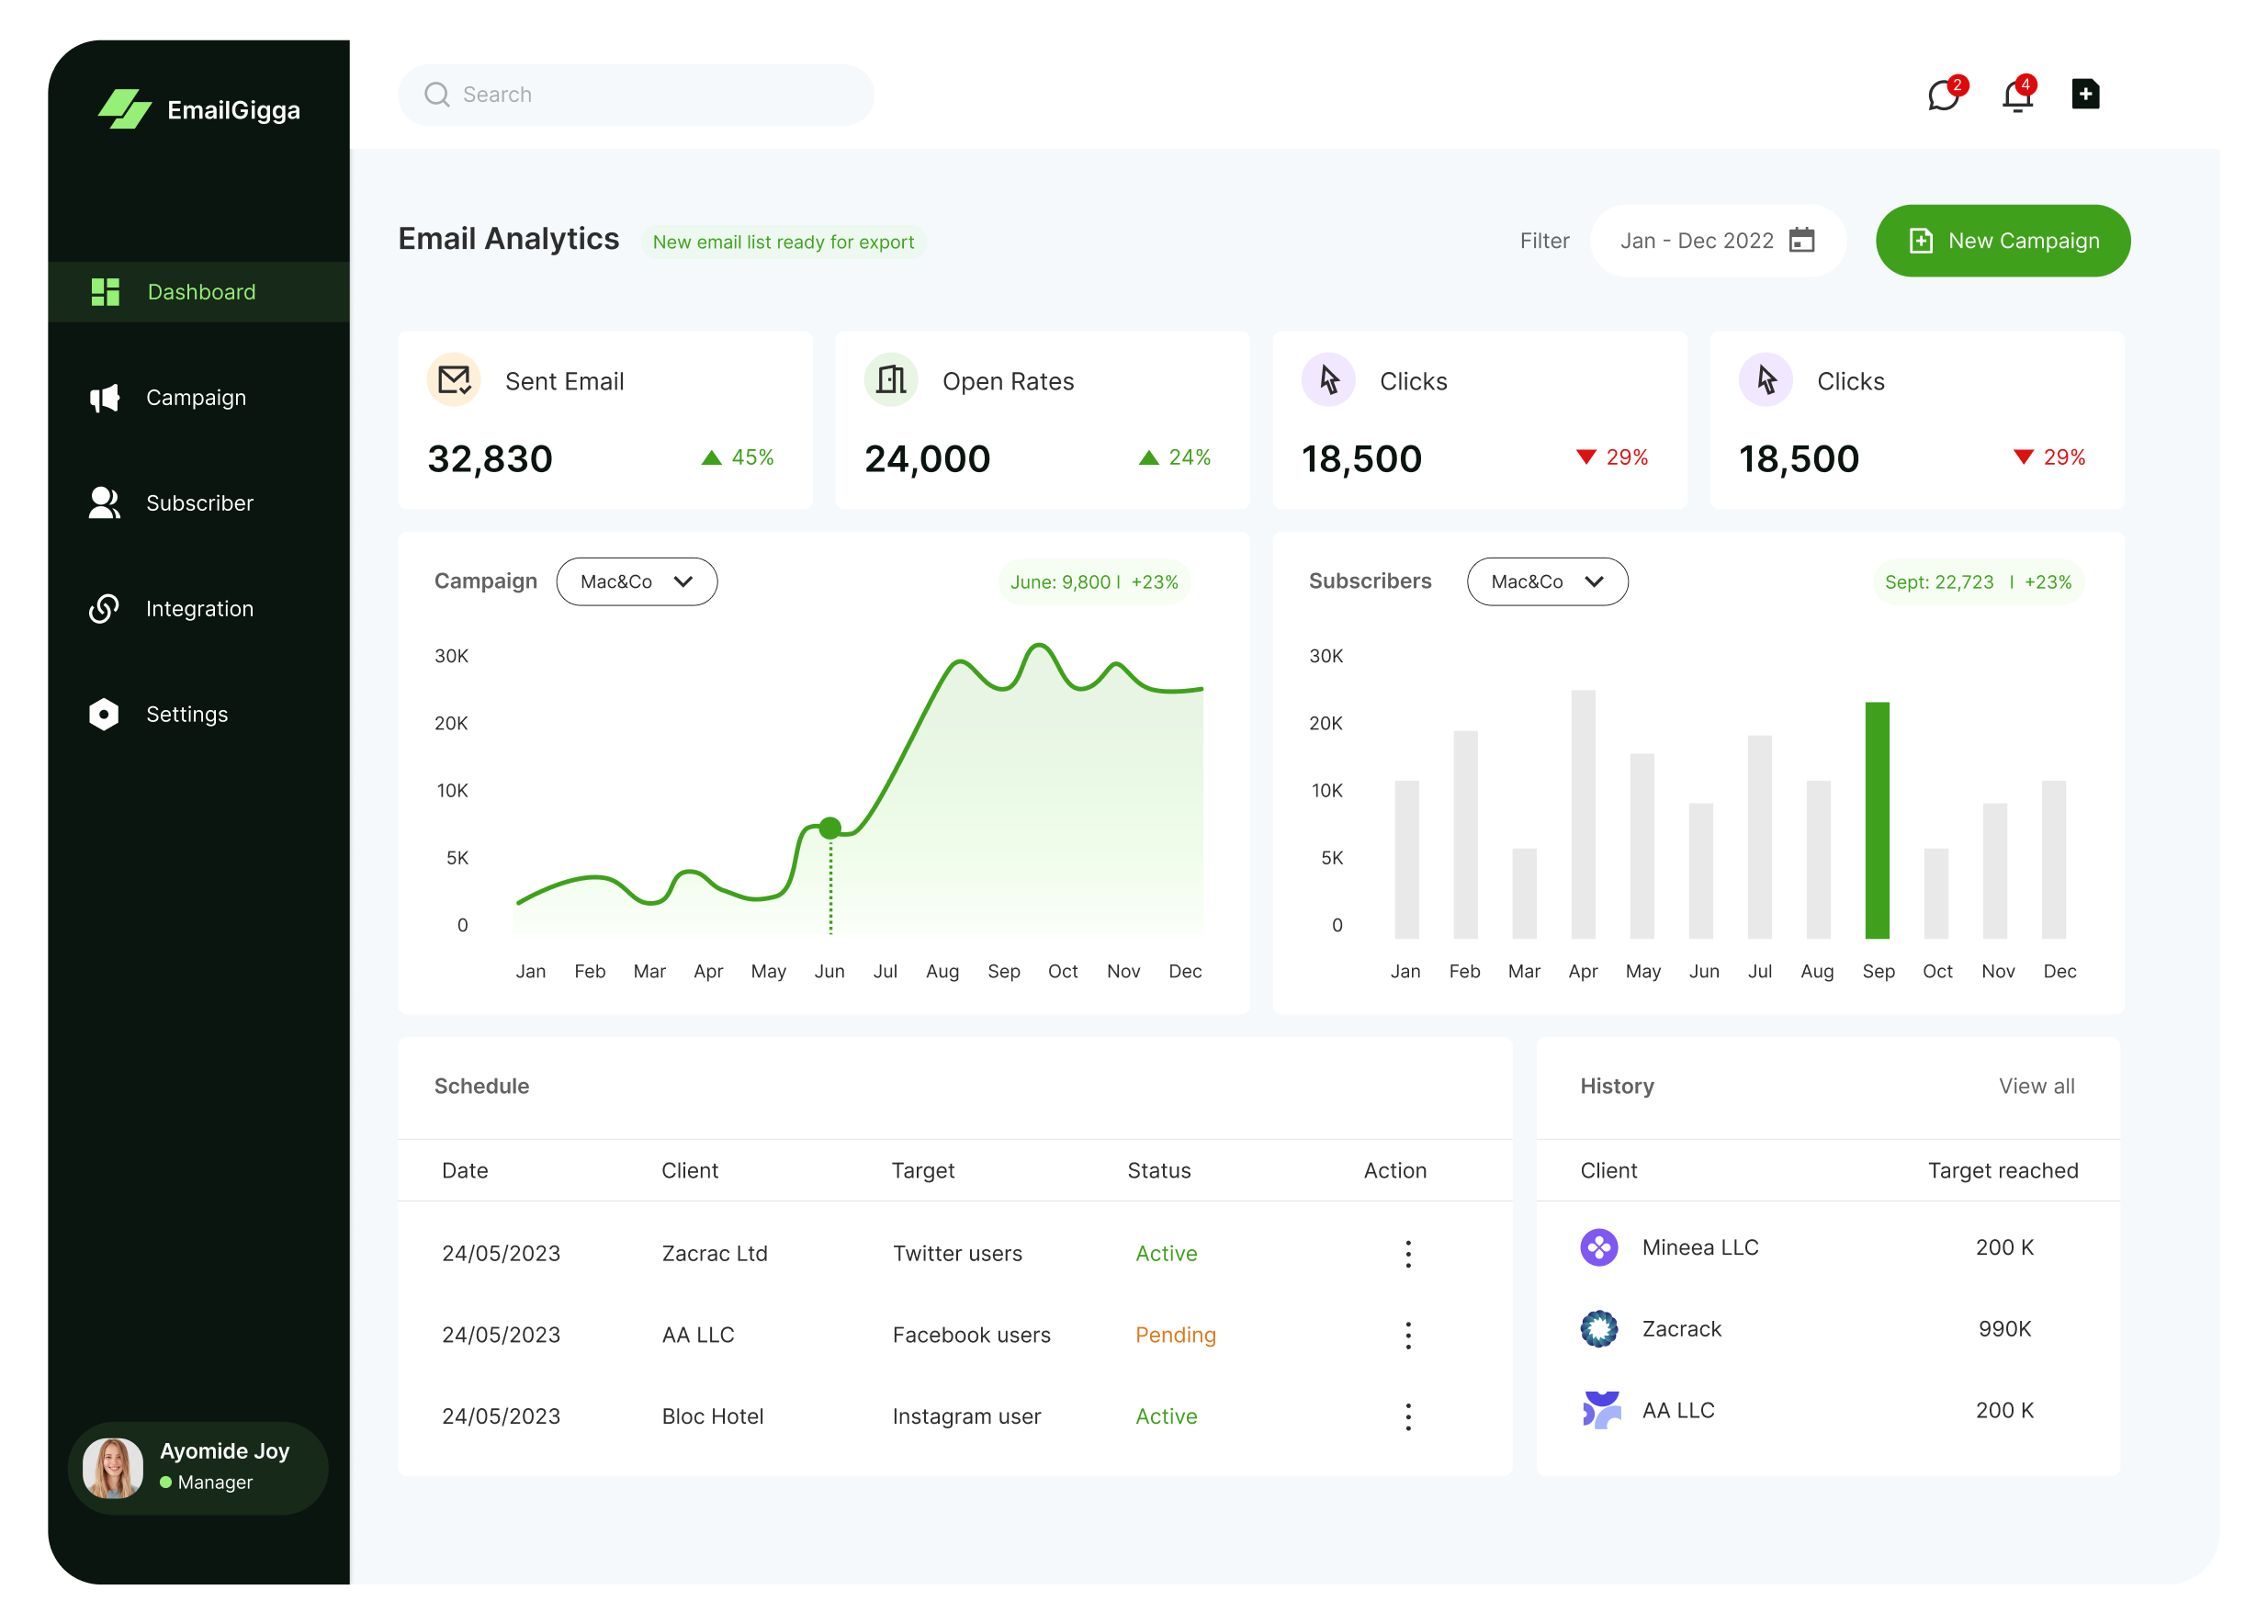 EmailGigga
Search
2
4
Dashboard
Campaign
Subscriber
Integration
Settings
Ayomide Joy
Manager
Email Analytics
New email list ready for export
Filter
Jan - Dec 2022
New Campaign
Sent Email
32,830
45%
Open Rates
24,000
24%
Clicks
18,500
29%
Clicks
18,500
29%
Campaign
Mac&Co
June: 9,800 I +23%
30K
20K
10K
5K
0
Jan Feb Mar Apr May Jun Jul Aug Sep Oct Nov Dec
Subscribers
Mac&Co
Sept: 22,723 I +23%
30K
20K
10K
5K
0
Jan Feb Mar Apr May Jun Jul Aug Sep Oct Nov Dec
Schedule
Date Client Target Status Action
24/05/2023 Zacrac Ltd Twitter users Active
24/05/2023 AA LLC Facebook users Pending
24/05/2023 Bloc Hotel Instagram user Active
History View all
Client Target reached
Mineea LLC 200 K
Zacrack 990K
AA LLC 200 K